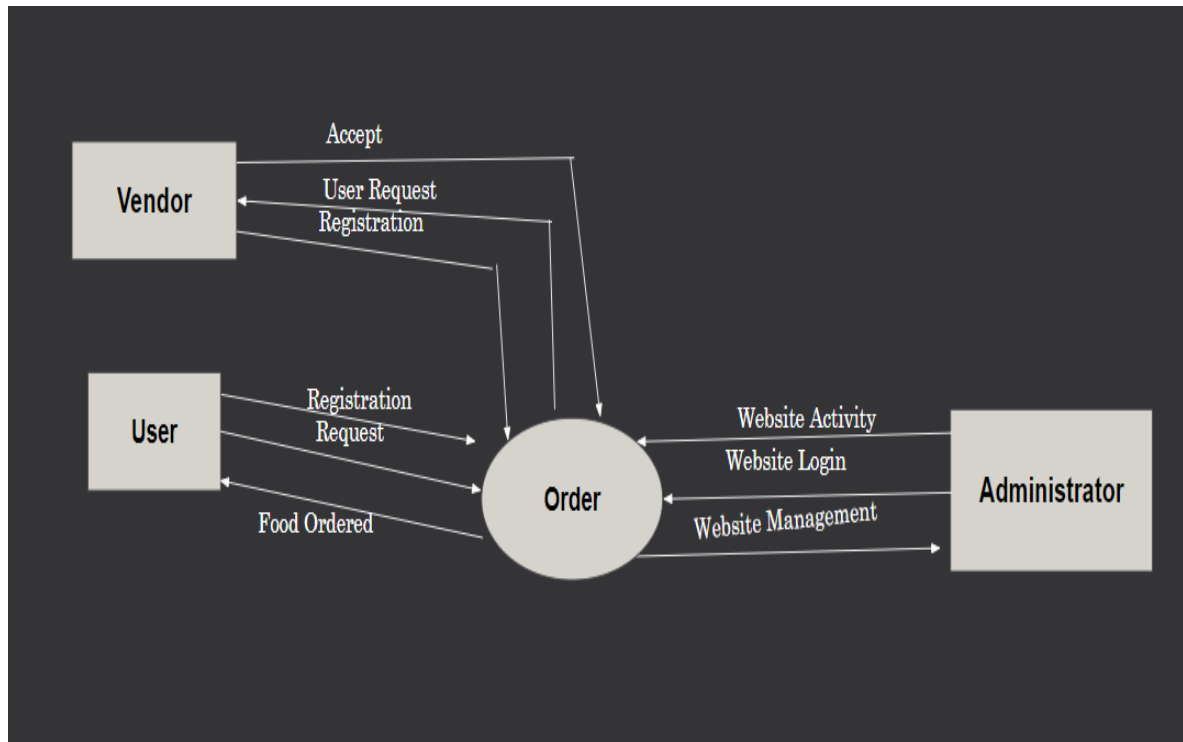 Accept
Vendor
User Request
Registration
User
Registration
Request
Food Ordered
Order
Website Activity
Website Login
Website Management
Administrator